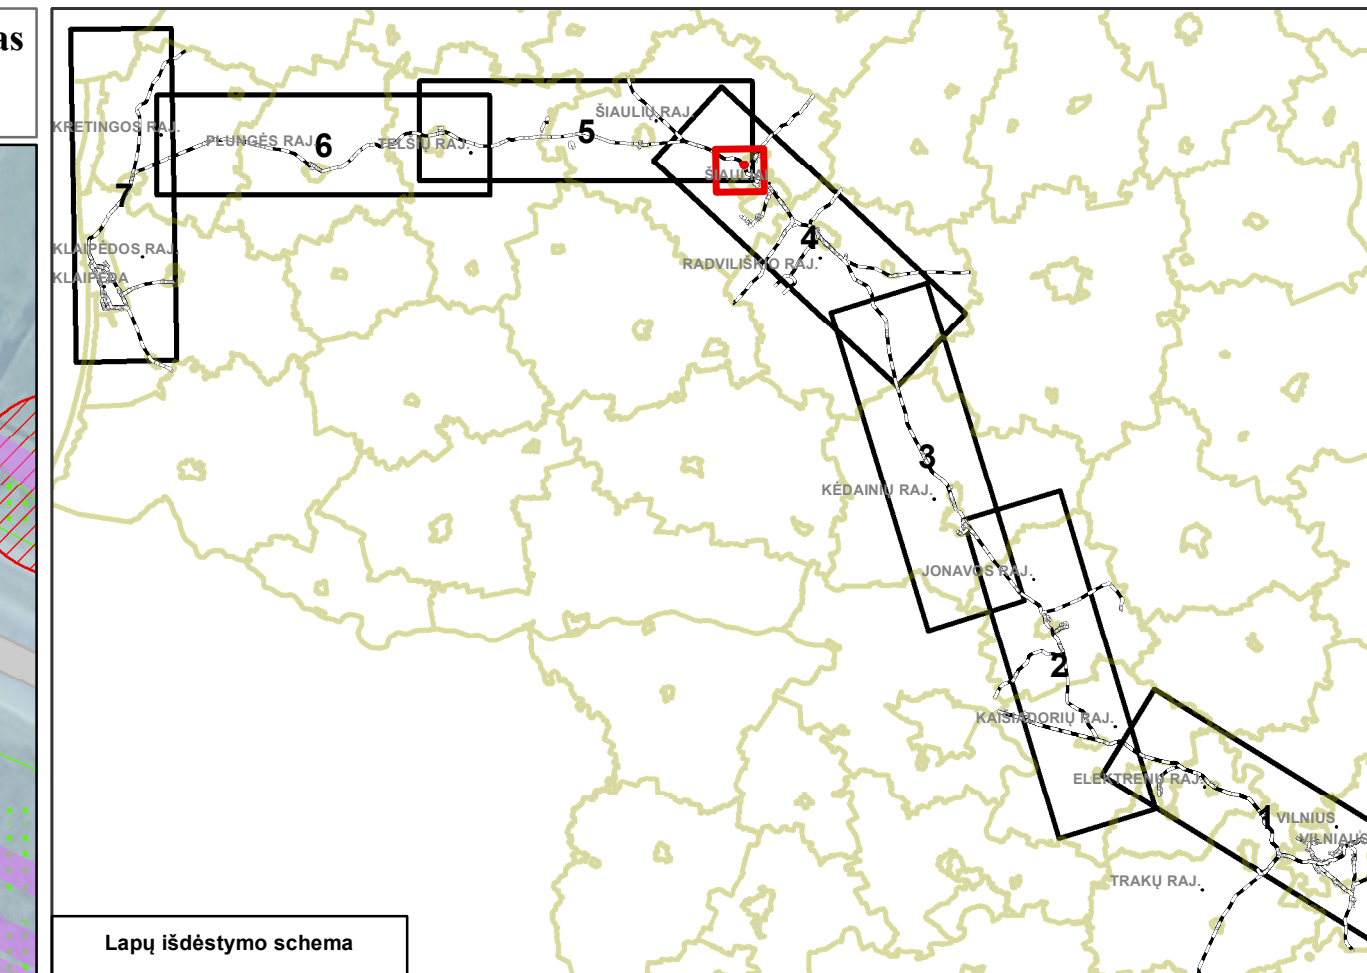 as
KRETINGOS RAJ.
PLUNGĖS RAJ.
6
TELŠIŲ RAJ.
5
ŠIAULIŲ RAJ.
ŠIAULIAI
7
4
KLAIPĖDOS RAJ.
KLAIPĖDA
RADVILIŠKIO RAJ.
3
KĖDAINIŲ RAJ.
JONAVOS RAJ.
2
KAIŠIADORIŲ RAJ.
ELEKTRĖNŲ RAJ.
1
VILNIUS
VILNIAUS
TRAKŲ RAJ.
Lapų išdėstymo schema